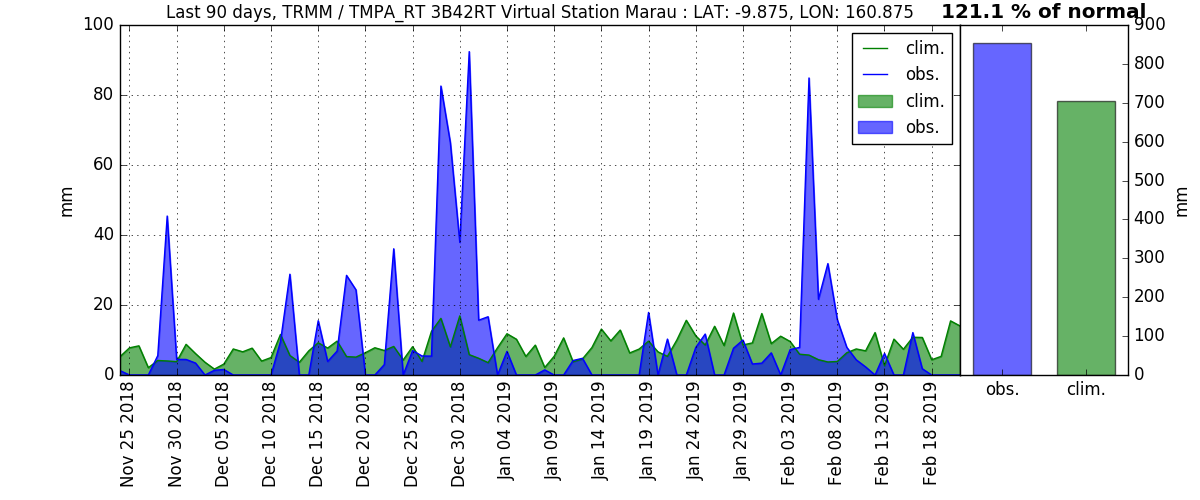 Last 90 days, TRMM / TMPA_RT 3B42RT Virtual Station Marau : LAT: -9.875, LON: 160.875
121.1 % of normal
100
80
60
40
20
0
mm
clim.
obs.
clim.
obs.
Nov 25 2018
Nov 30 2018
Dec 05 2018
Dec 10 2018
Dec 15 2018
Dec 20 2018
Dec 25 2018
Dec 30 2018
Jan 04 2019
Jan 09 2019
Jan 14 2019
Jan 19 2019
Jan 24 2019
Jan 29 2019
Feb 03 2019
Feb 08 2019
Feb 13 2019
Feb 18 2019
900
800
700
600
500
400
300
200
100
0
mm
obs.
clim.